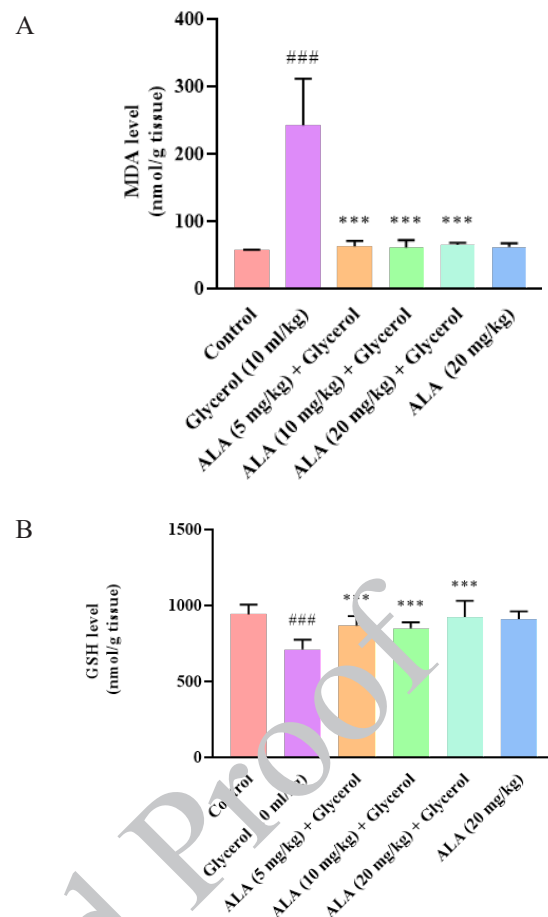 A
400
300
200
100
0
MDA level
(nmol/g tissue)
###
*** *** ***
Control
Glycerol (10 ml/kg)
ALA (5 mg/kg) + Glycerol
ALA (10 mg/kg) + Glycerol
ALA (20 mg/kg) + Glycerol
ALA (20 mg/kg)
B
1500
1000
500
0
GSH level
(nmol/g tissue)
###
*** *** ***
Control
Glycerol 0 ml/
ALA (5 mg/kg) + Glycerol
ALA (10 mg/kg) + Glycerol
ALA (20 mg/kg) + Glycerol
ALA (20 mg/kg)
d Proof